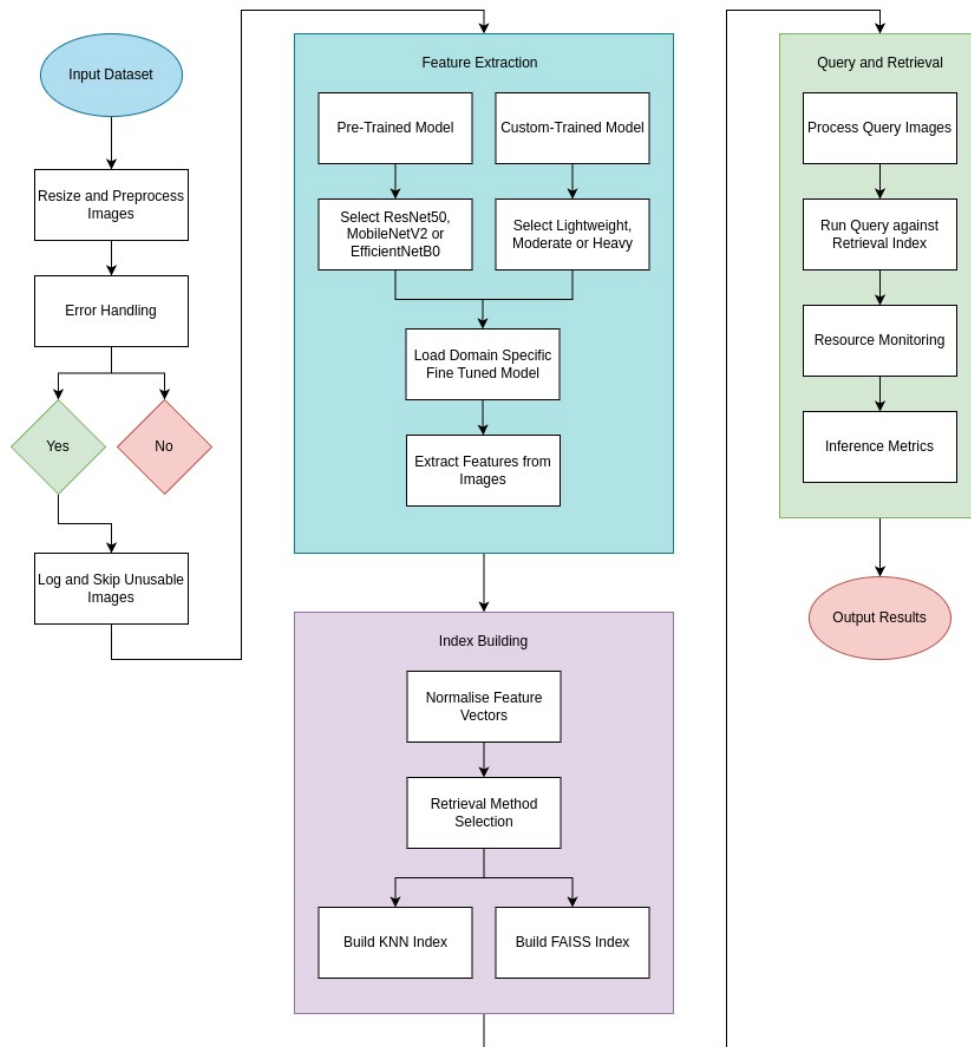 Input Dataset
Resize and Preprocess
Images
Error Handling
Yes
No
Log and Skip Unusable
Images
Feature Extraction
Pre-Trained Model
Custom-Trained Model
Select ResNet50,
MobileNetV2 or
EfficientNetB0
Select Lightweight,
Moderate or Heavy
Load Domain Specific
Fine Tuned Model
Extract Features from
Images
Index Building
Normalise Feature
Vectors
Retrieval Method
Selection
Build KNN Index
Build FAISS Index
Query and Retrieval
Process Query Images
Run Query against
Retrieval Index
Resource Monitoring
Inference Metrics
Output Results